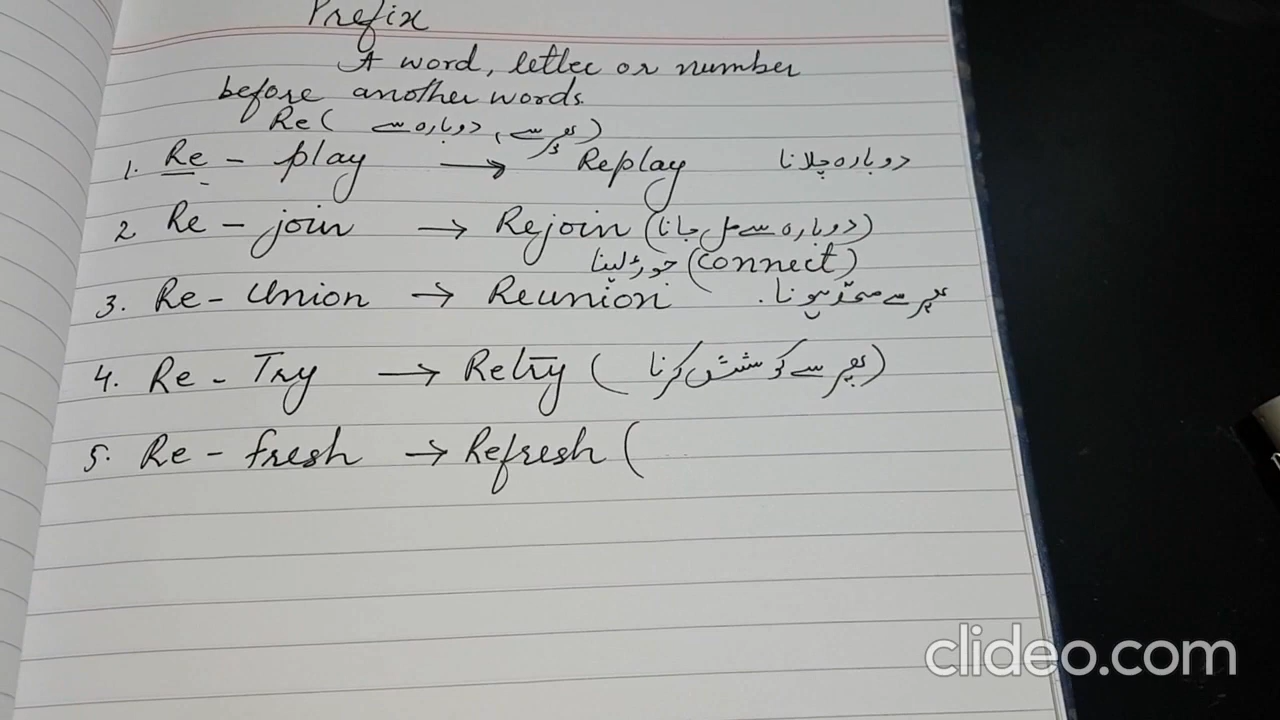 Prefix
A word, letter or number
before another words.
Re ( پھر سے, دوبارہ سے )
1. Re - play → Replay دوبارہ چلانا
2 Re - join → Rejoin (دوبارہ سے مل جانا)
جوڑ لینا (connect)
3. Re - Union → Reunion پھر سے متحد ہونا.
4. Re - Try → Retry ( پھر سے کوشش کرنا )
5. Re - fresh → Refresh (
clideo.com